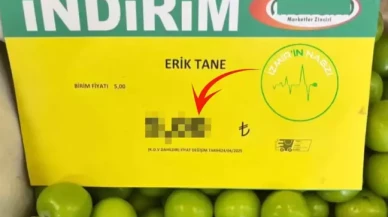 İNDİRİM
Marketler Zinciri
ERİK TANE
İZMİR'İN NABZI
BİRİM FİYATI 5,00
₺